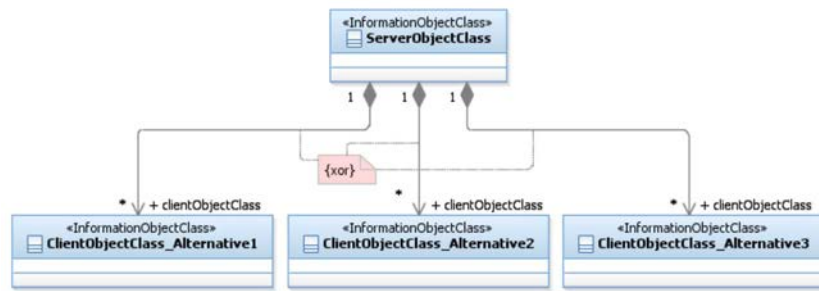 «InformationObjectClass»
ServerObjectClass
1 1 1
{xor}
* + clientObjectClass * + clientObjectClass * + clientObjectClass
«InformationObjectClass» «InformationObjectClass» «InformationObjectClass»
ClientObjectClass_Alternative1 ClientObjectClass_Alternative2 ClientObjectClass_Alternative3